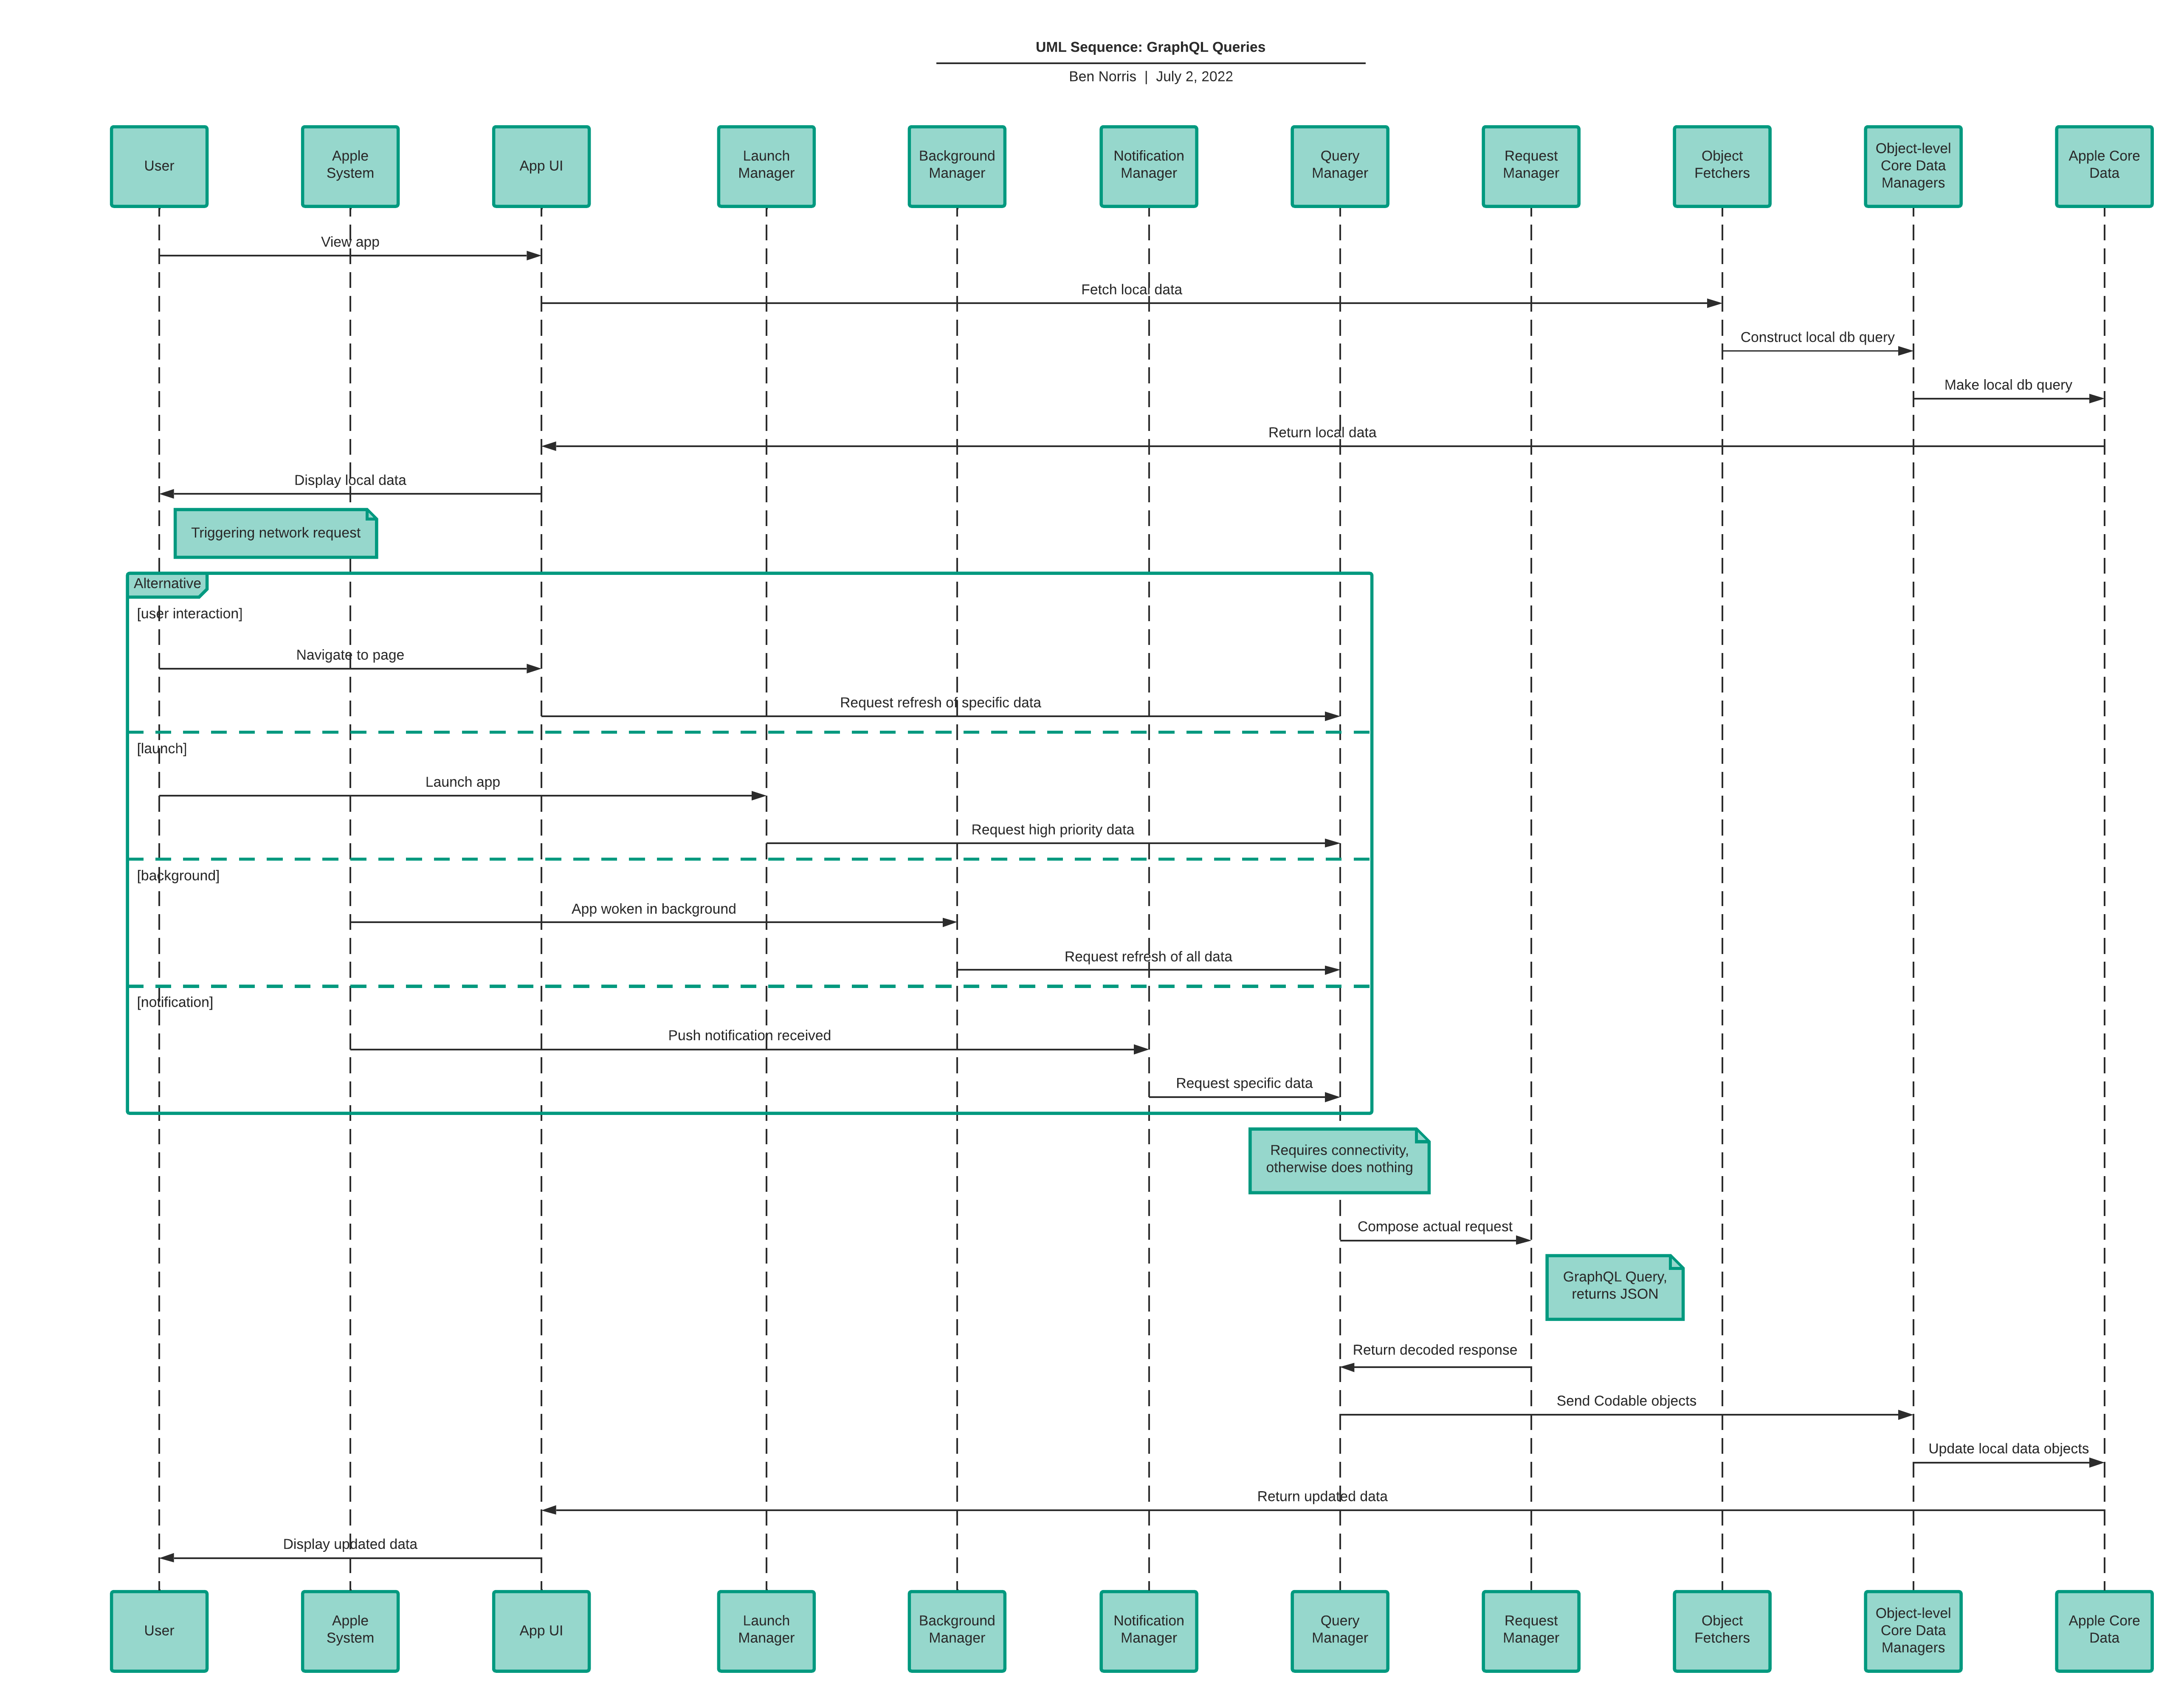 UML Sequence: GraphQL Queries
Ben Norris | July 2, 2022
User
Apple
System
App UI
Launch
Manager
Background
Manager
Notification
Manager
Query
Manager
Request
Manager
Object
Fetchers
Object-level
Core Data
Managers
Apple Core
Data
View app
Fetch local data
Construct local db query
Make local db query
Return local data
Display local data
Triggering network request
Alternative
[user interaction]
Navigate to page
Request refresh of specific data
[launch]
Launch app
Request high priority data
[background]
App woken in background
Request refresh of all data
[notification]
Push notification received
Request specific data
Requires connectivity,
otherwise does nothing
Compose actual request
GraphQL Query,
returns JSON
Return decoded response
Send Codable objects
Update local data objects
Return updated data
Display updated data
User
Apple
System
App UI
Launch
Manager
Background
Manager
Notification
Manager
Query
Manager
Request
Manager
Object
Fetchers
Object-level
Core Data
Managers
Apple Core
Data